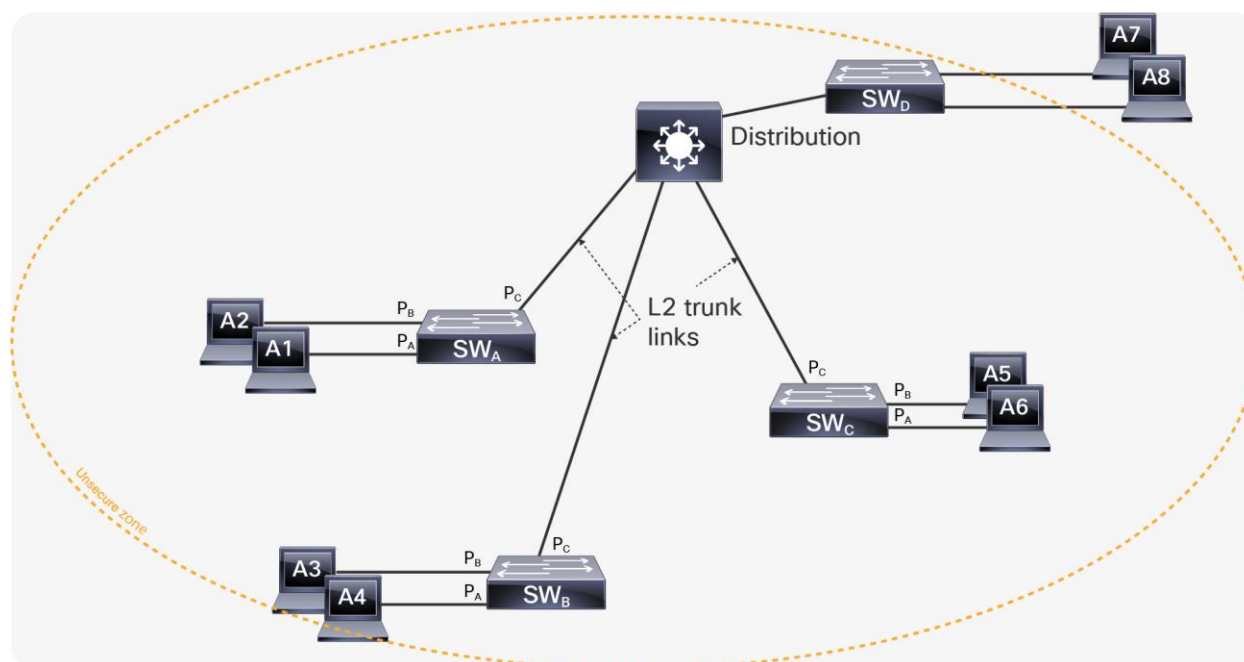 A7
A8
SWD
Distribution
A2
A1
PB
PA
PC
SWA
L2 trunk
links
PC
SWC
PB
PA
A5
A6
Unsecure zone
A3
A4
PB
PA
PC
SWB